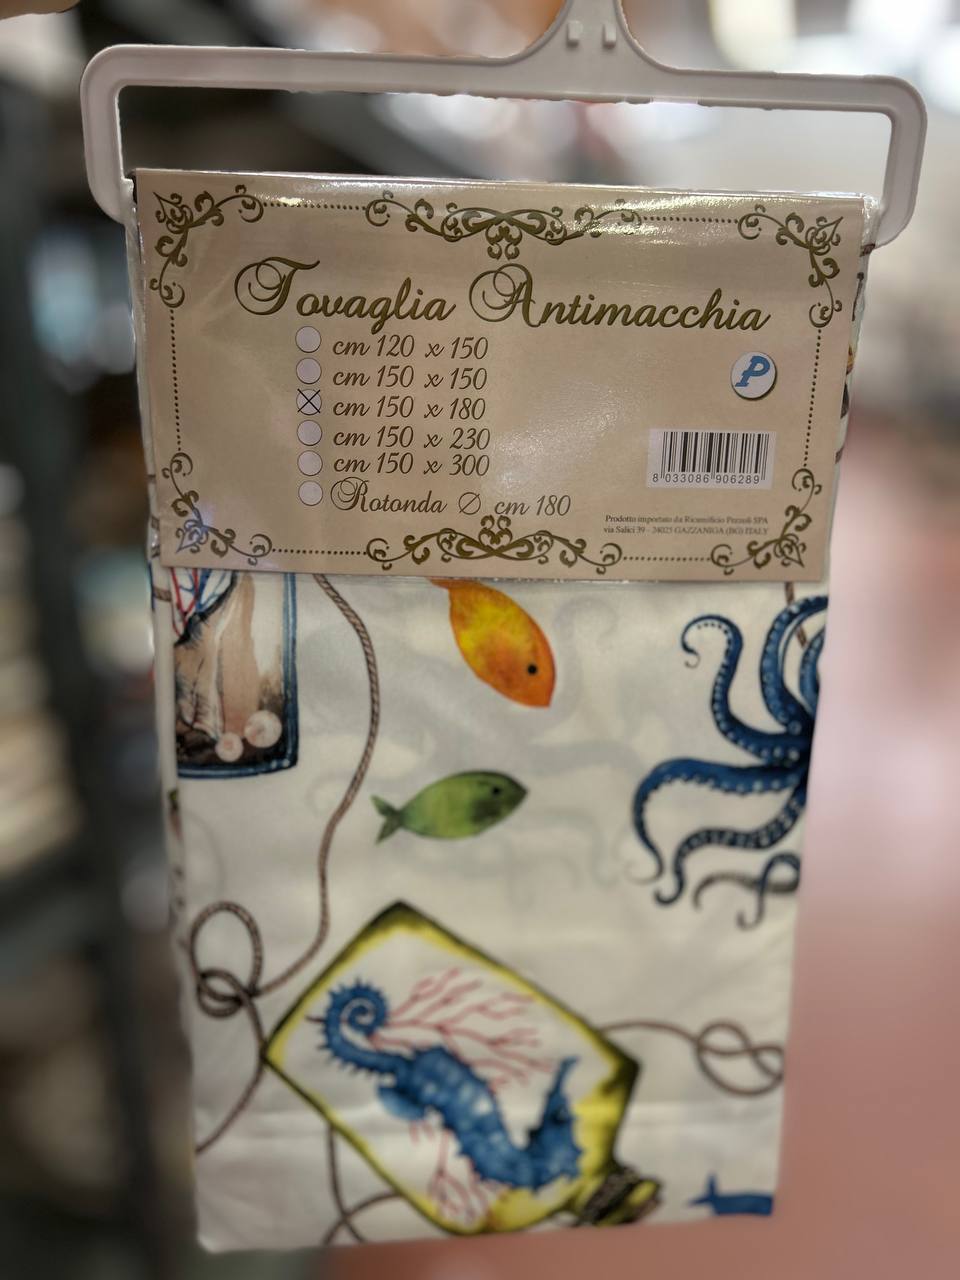 Tovaglia Antimacchia
cm 120 x 150
cm 150 x 150
cm 150 x 180
cm 150 x 230
cm 150 x 300
Rotonda Ø cm 180
P
8 033086 906289
Prodotto importato da Ricamificio Pezzoli SPA
via Salici 39 - 24025 GAZZANIGA (BG) ITALY